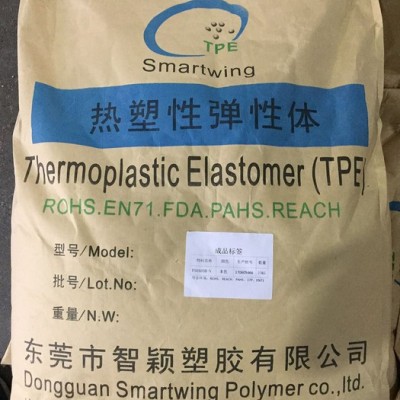 TPE
Smartwing
热塑性弹性体
Thermoplastic Elastomer (TPE)
ROHS.EN71.FDA.PAHS.REACH
型号/Model:
成品标签
批号/Lot.No:
重量/N.W:
东莞市智颖塑胶有限公司
Dongguan Smartwing Polymer co.,ltd.